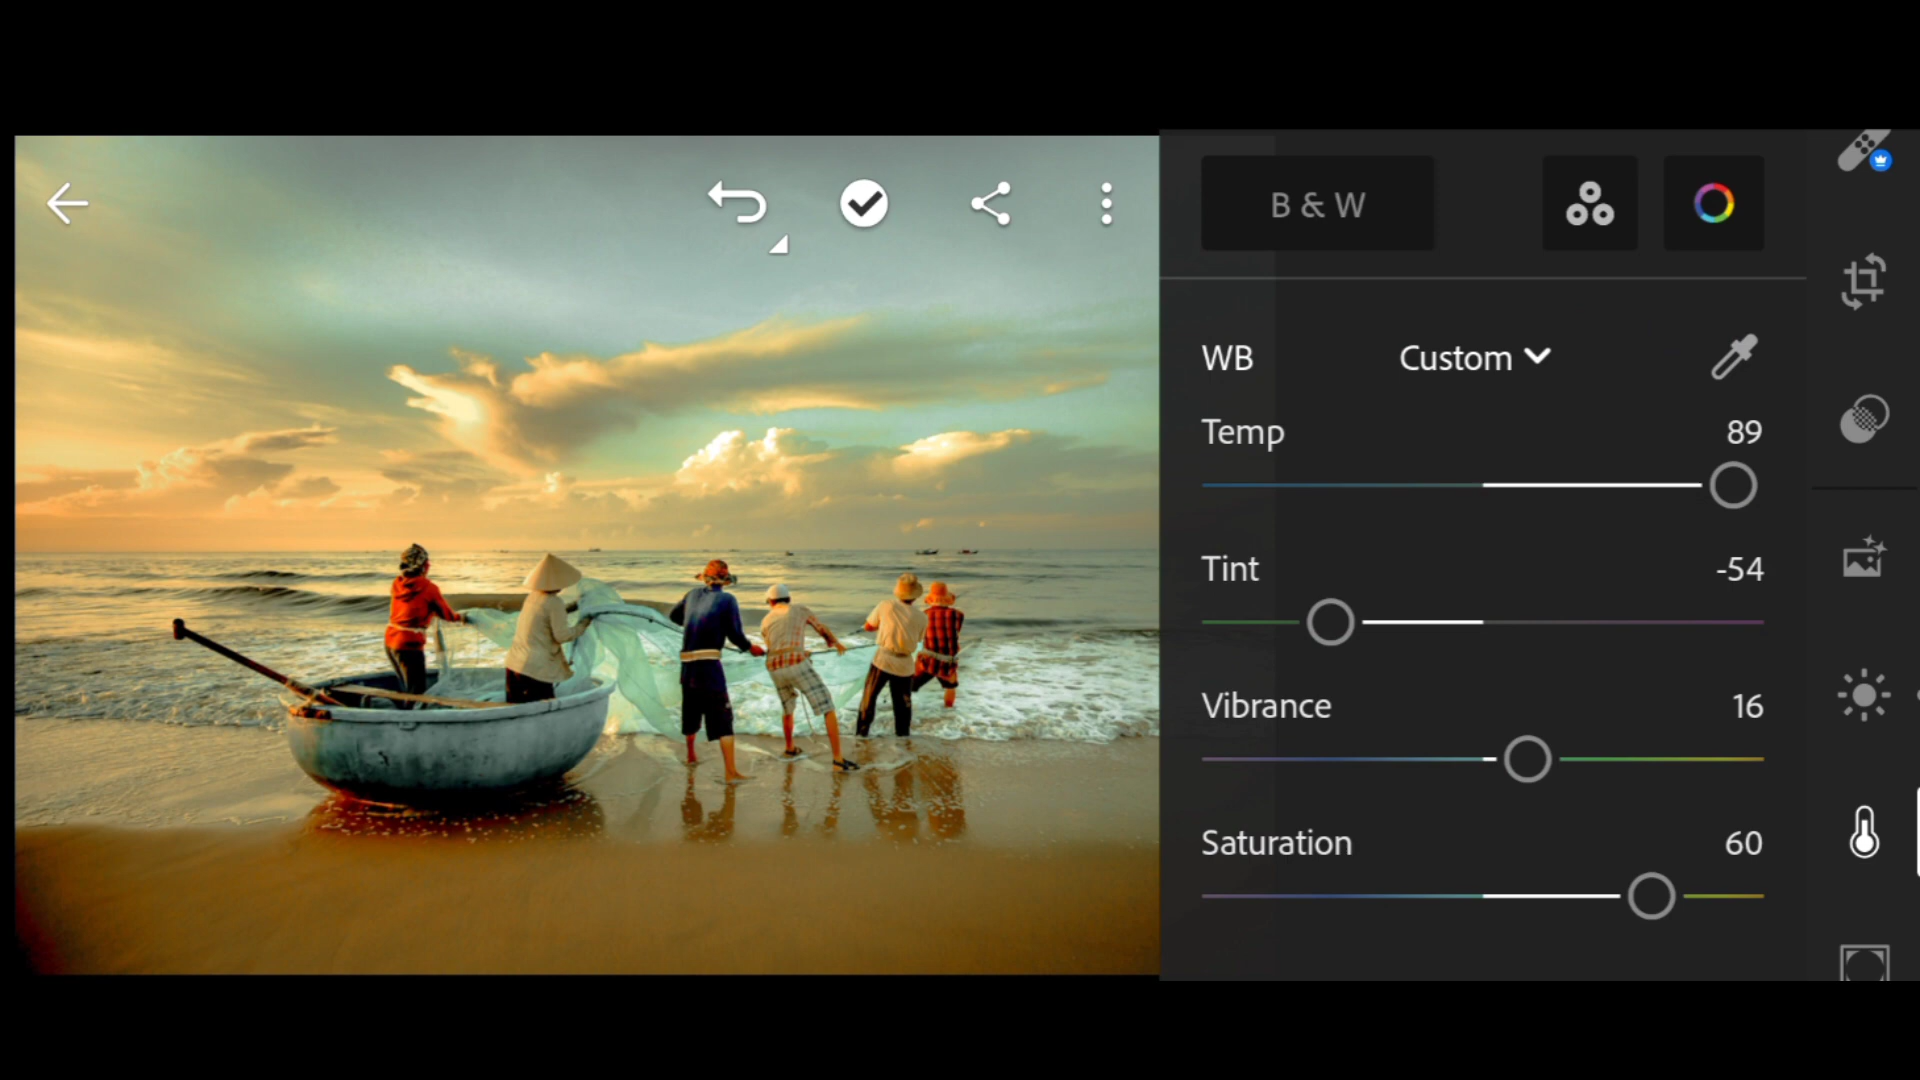 B & W
WB Custom
Temp 89
Tint -54
Vibrance 16
Saturation 60